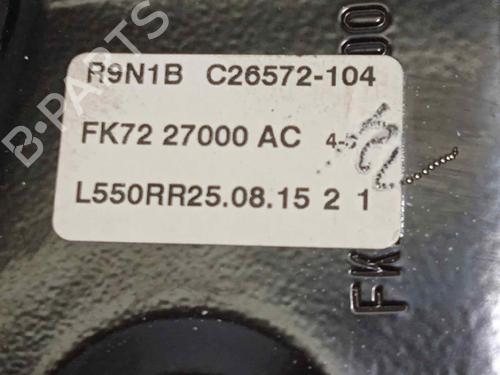 R9N1B C26572-104
FK72 27000 AC
L550RR25.08.15 2 1
B-PARTS